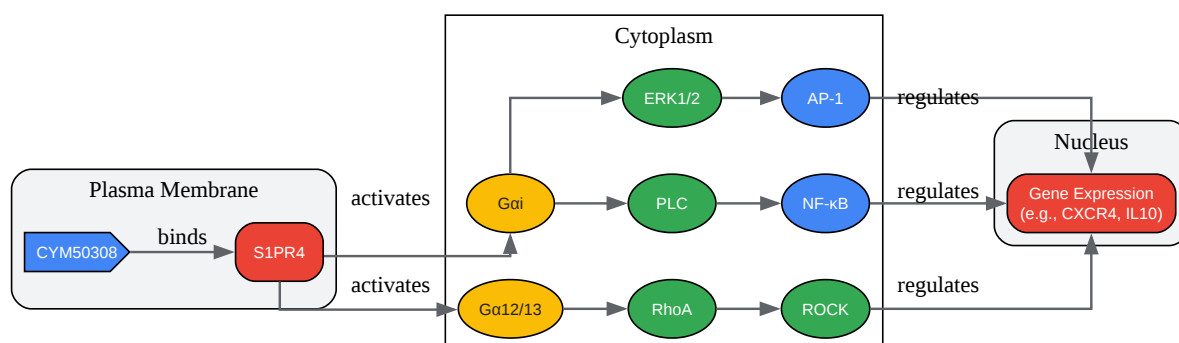 Cytoplasm
ERK1/2
AP-1
regulates
Nucleus
Plasma Membrane
activates
Gαi
PLC
NF-κB
regulates
Gene Expression
(e.g., CXCR4, IL10)
CYM50308
binds
S1PR4
activates
Gα12/13
RhoA
ROCK
regulates